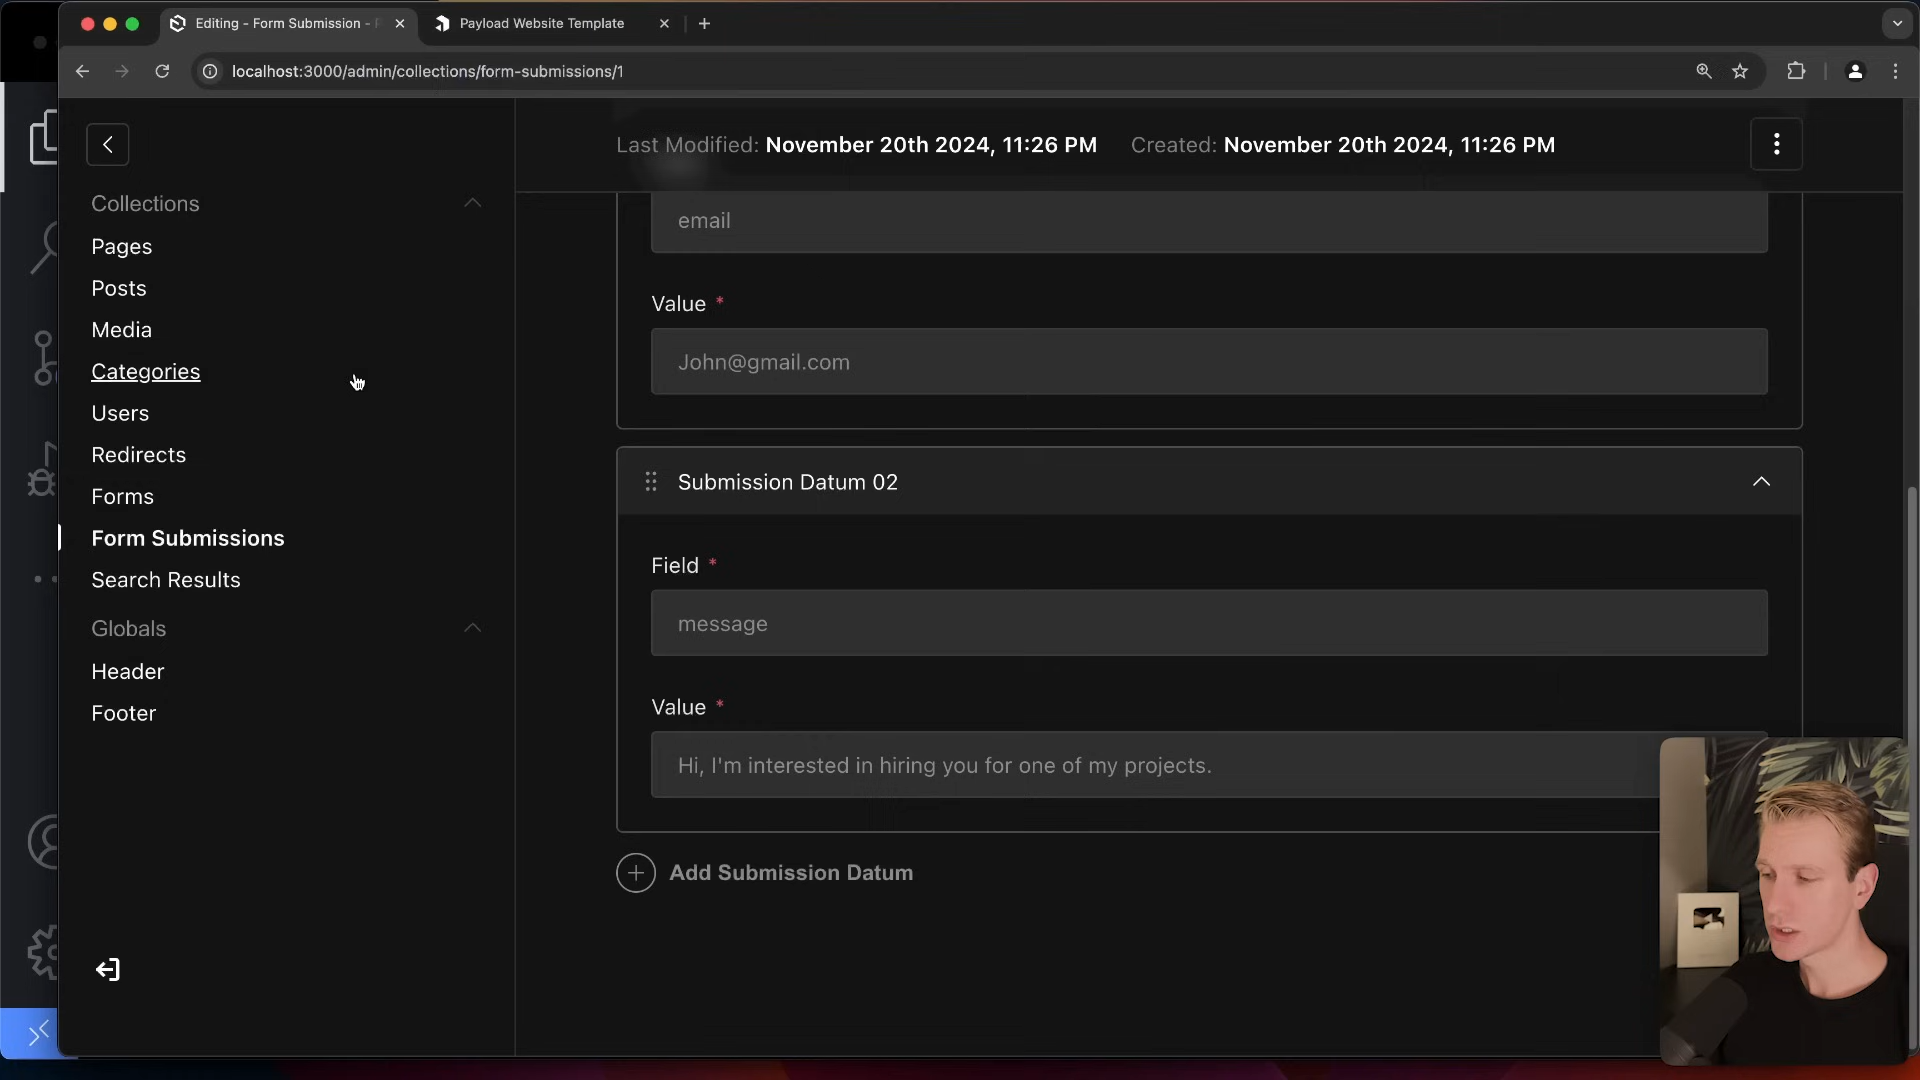 Editing - Form Submission -
Payload Website Template
localhost:3000/admin/collections/form-submissions/1
Last Modified: November 20th 2024, 11:26 PM
Created: November 20th 2024, 11:26 PM
Collections
Pages
Posts
Media
Categories
Users
Redirects
Forms
Form Submissions
Search Results
Globals
Header
Footer
email
Value *
John@gmail.com
Submission Datum 02
Field *
message
Value *
Hi, I'm interested in hiring you for one of my projects.
Add Submission Datum